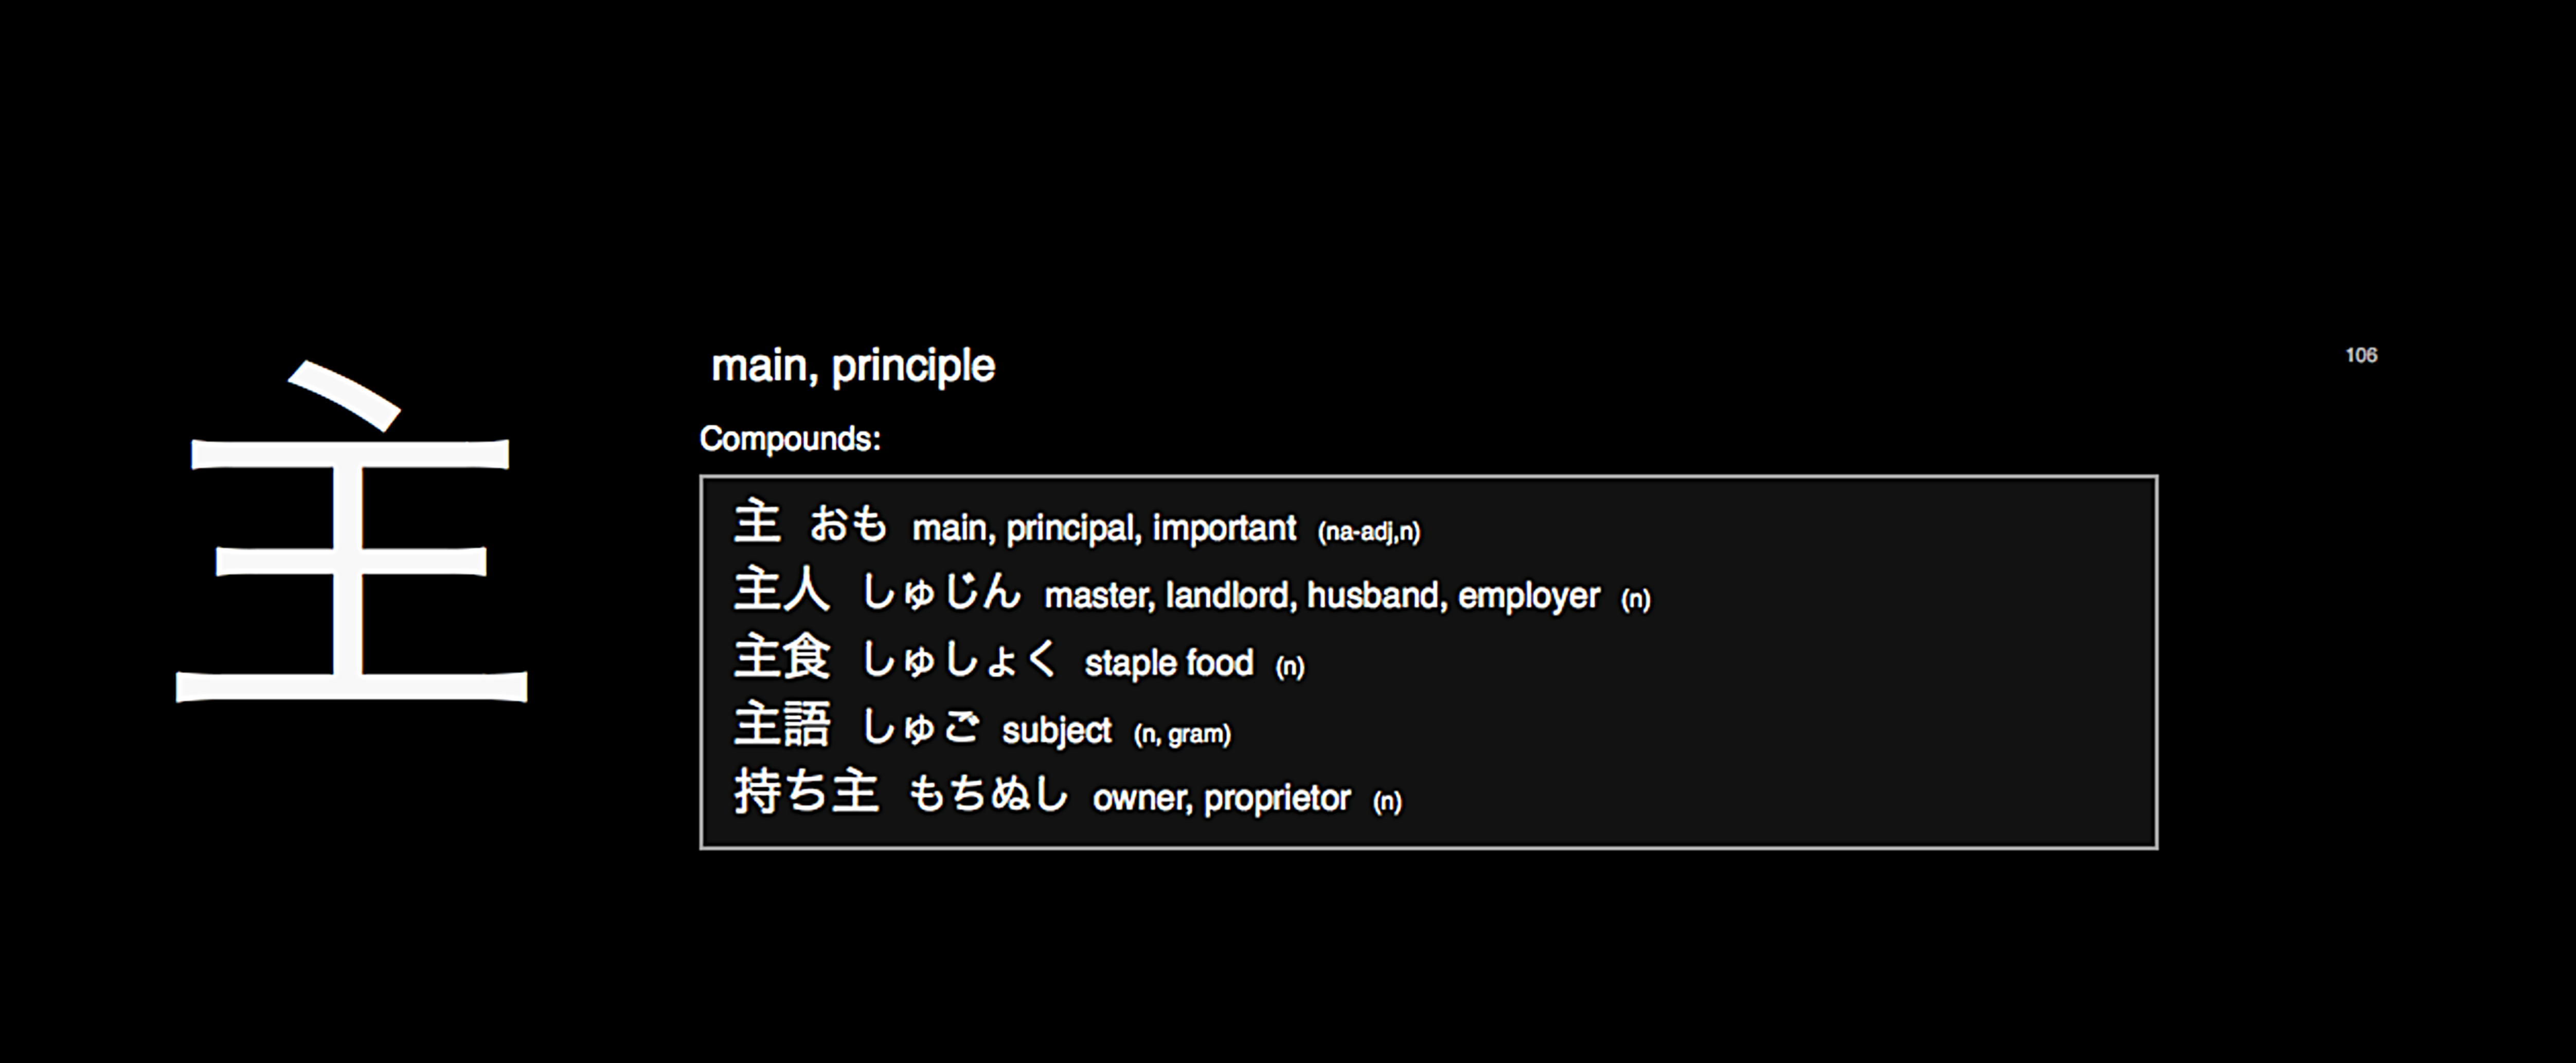 主
main, principle
106
Compounds:
主 おも main, principal, important (na-adj,n)
主人 しゅじん master, landlord, husband, employer (n)
主食 しゅしょく staple food (n)
主語 しゅご subject (n, gram)
持ち主 もちぬし owner, proprietor (n)